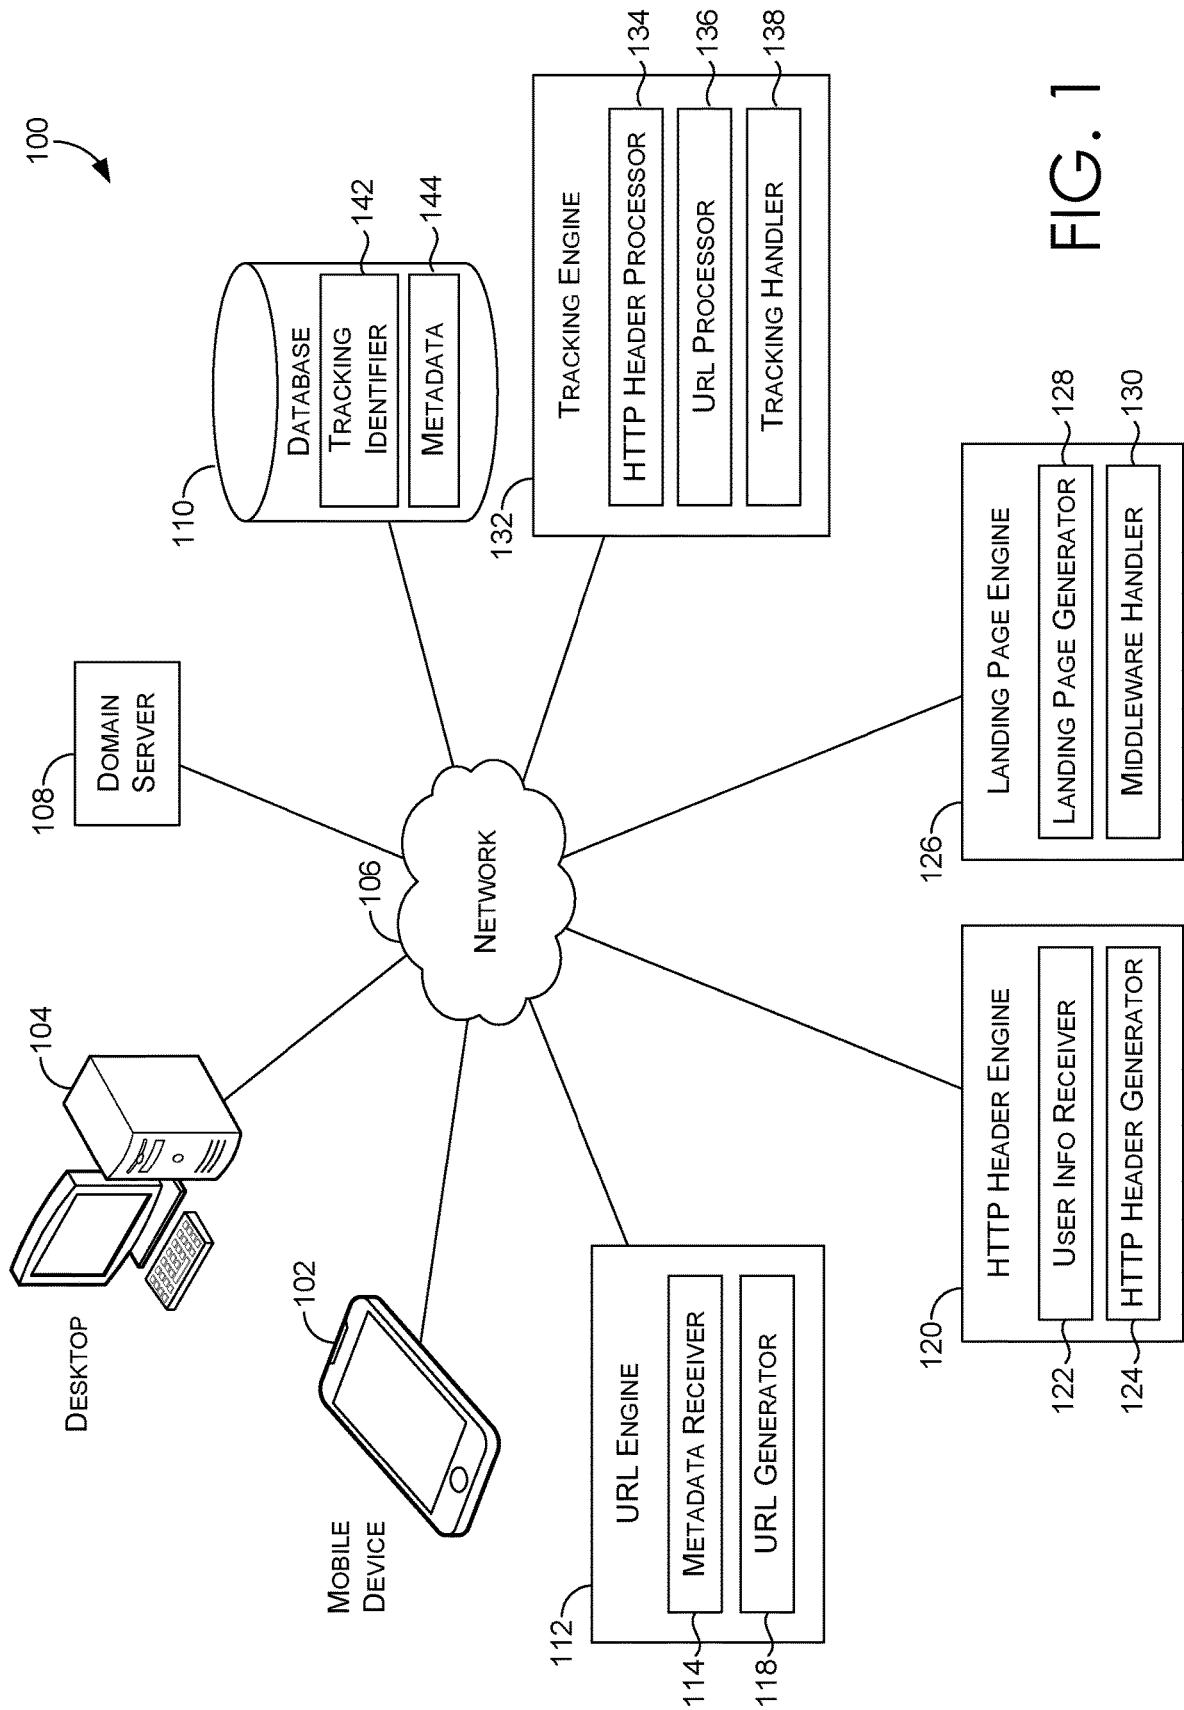 100
DESKTOP
104
108
DOMAIN
SERVER
110
DATABASE
TRACKING
IDENTIFIER
142
METADATA
144
MOBILE
DEVICE
102
106
NETWORK
132
TRACKING ENGINE
HTTP HEADER PROCESSOR
134
URL PROCESSOR
136
TRACKING HANDLER
138
112
URL ENGINE
114
METADATA RECEIVER
118
URL GENERATOR
120
HTTP HEADER ENGINE
122
USER INFO RECEIVER
124
HTTP HEADER GENERATOR
126
LANDING PAGE ENGINE
LANDING PAGE GENERATOR
128
MIDDLEWARE HANDLER
130
FIG. 1